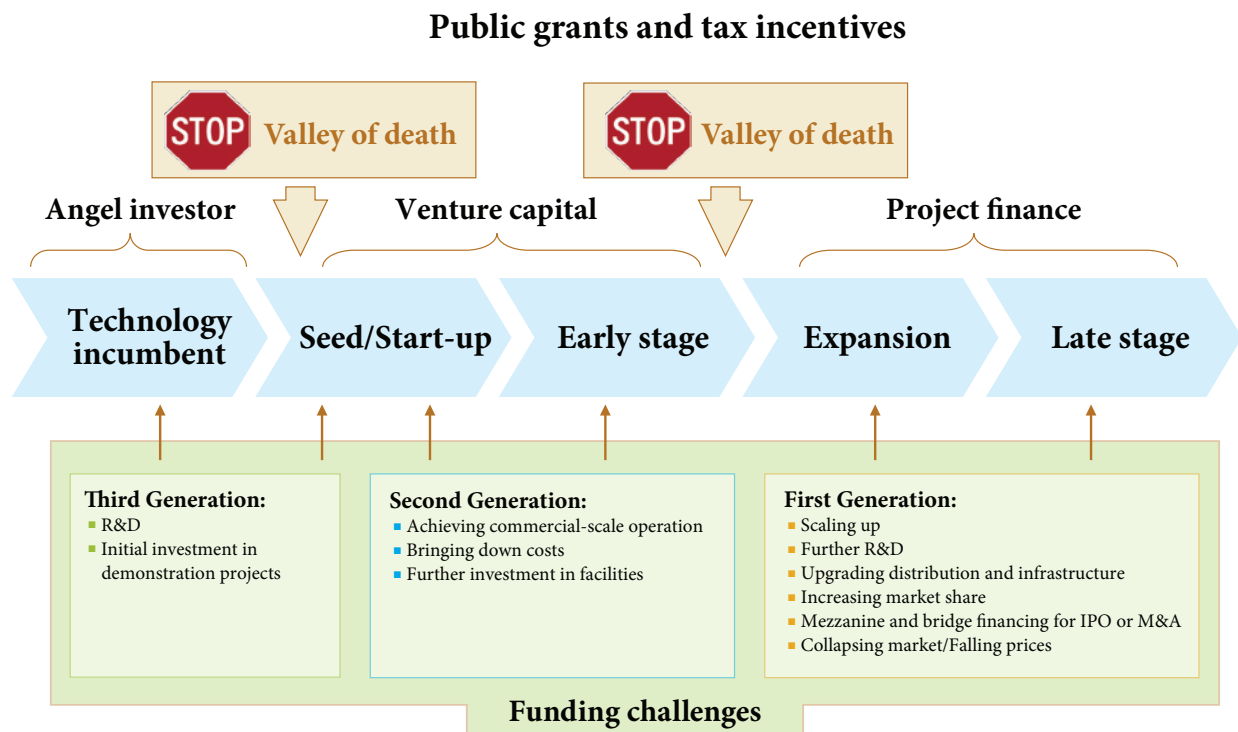 Public grants and tax incentives
STOP Valley of death
STOP Valley of death
Angel investor
Venture capital
Project finance
Technology
incumbent
Seed/Start-up
Early stage
Expansion
Late stage
Third Generation:
■ R&D
■ Initial investment in
demonstration projects
Second Generation:
■ Achieving commercial-scale operation
■ Bringing down costs
■ Further investment in facilities
First Generation:
■ Scaling up
■ Further R&D
■ Upgrading distribution and infrastructure
■ Increasing market share
■ Mezzanine and bridge financing for IPO or M&A
■ Collapsing market/Falling prices
Funding challenges